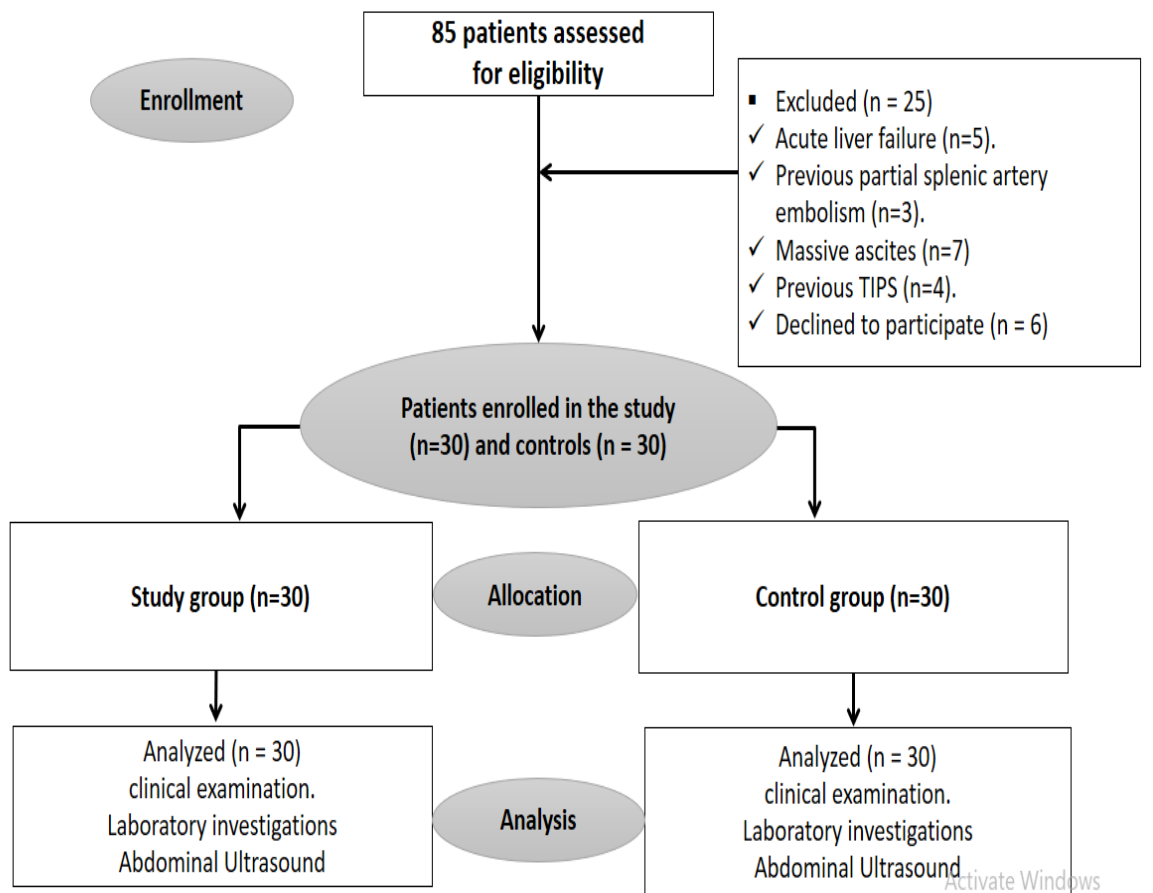 85 patients assessed
for eligibility
Enrollment
▪ Excluded (n = 25)
✓ Acute liver failure (n=5).
✓ Previous partial splenic artery
embolism (n=3).
✓ Massive ascites (n=7)
✓ Previous TIPS (n=4).
✓ Declined to participate (n = 6)
Patients enrolled in the study
(n=30) and controls (n = 30)
Study group (n=30)
Allocation
Control group (n=30)
Analyzed (n = 30)
clinical examination.
Laboratory investigations
Abdominal Ultrasound
Analysis
Analyzed (n = 30)
clinical examination.
Laboratory investigations
Abdominal Ultrasound
Activate Windows